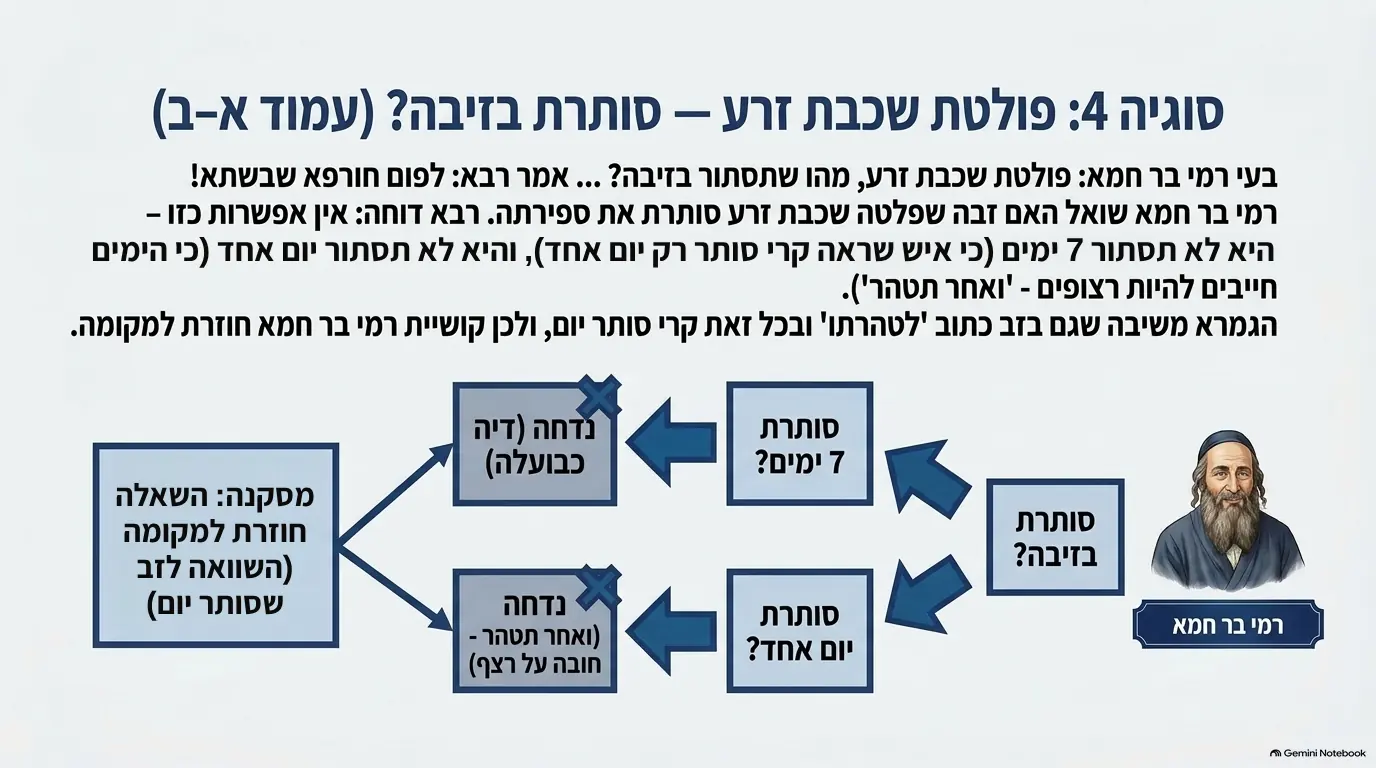 סוגיה 4: פולטת שכבת זרע — סותרת בזיבה? (עמוד א–ב)
בעי רמי בר חמא: פולטת שכבת זרע, מהו שתסתור בזיבה? ... אמר רבא: לפום חורפא שבשתא!
רמי בר חמא שואל האם זבה שפלטה שכבת זרע סותרת את ספירתה. רבא דוחה: אין אפשרות כזו –
היא לא תסתור 7 ימים (כי איש שראה קרי סותר רק יום אחד), והיא לא תסתור יום אחד (כי הימים
חייבים להיות רצופים - 'ואחר תטהר').
הגמרא משיבה שגם בזב כתוב 'לטהרתו' ובכל זאת קרי סותר יום, ולכן קושיית רמי בר חמא חוזרת למקומה.
סותרת
בזיבה?
רמי בר חמא
סותרת
7 ימים?
נדחה (דיה
כבועלה)
סותרת
יום אחד?
נדחה
(ואחר תטהר -
חובה על רצף)
מסקנה: השאלה
חוזרת למקומה
(השוואה לזב
שסותר יום)
Gemini Notebook